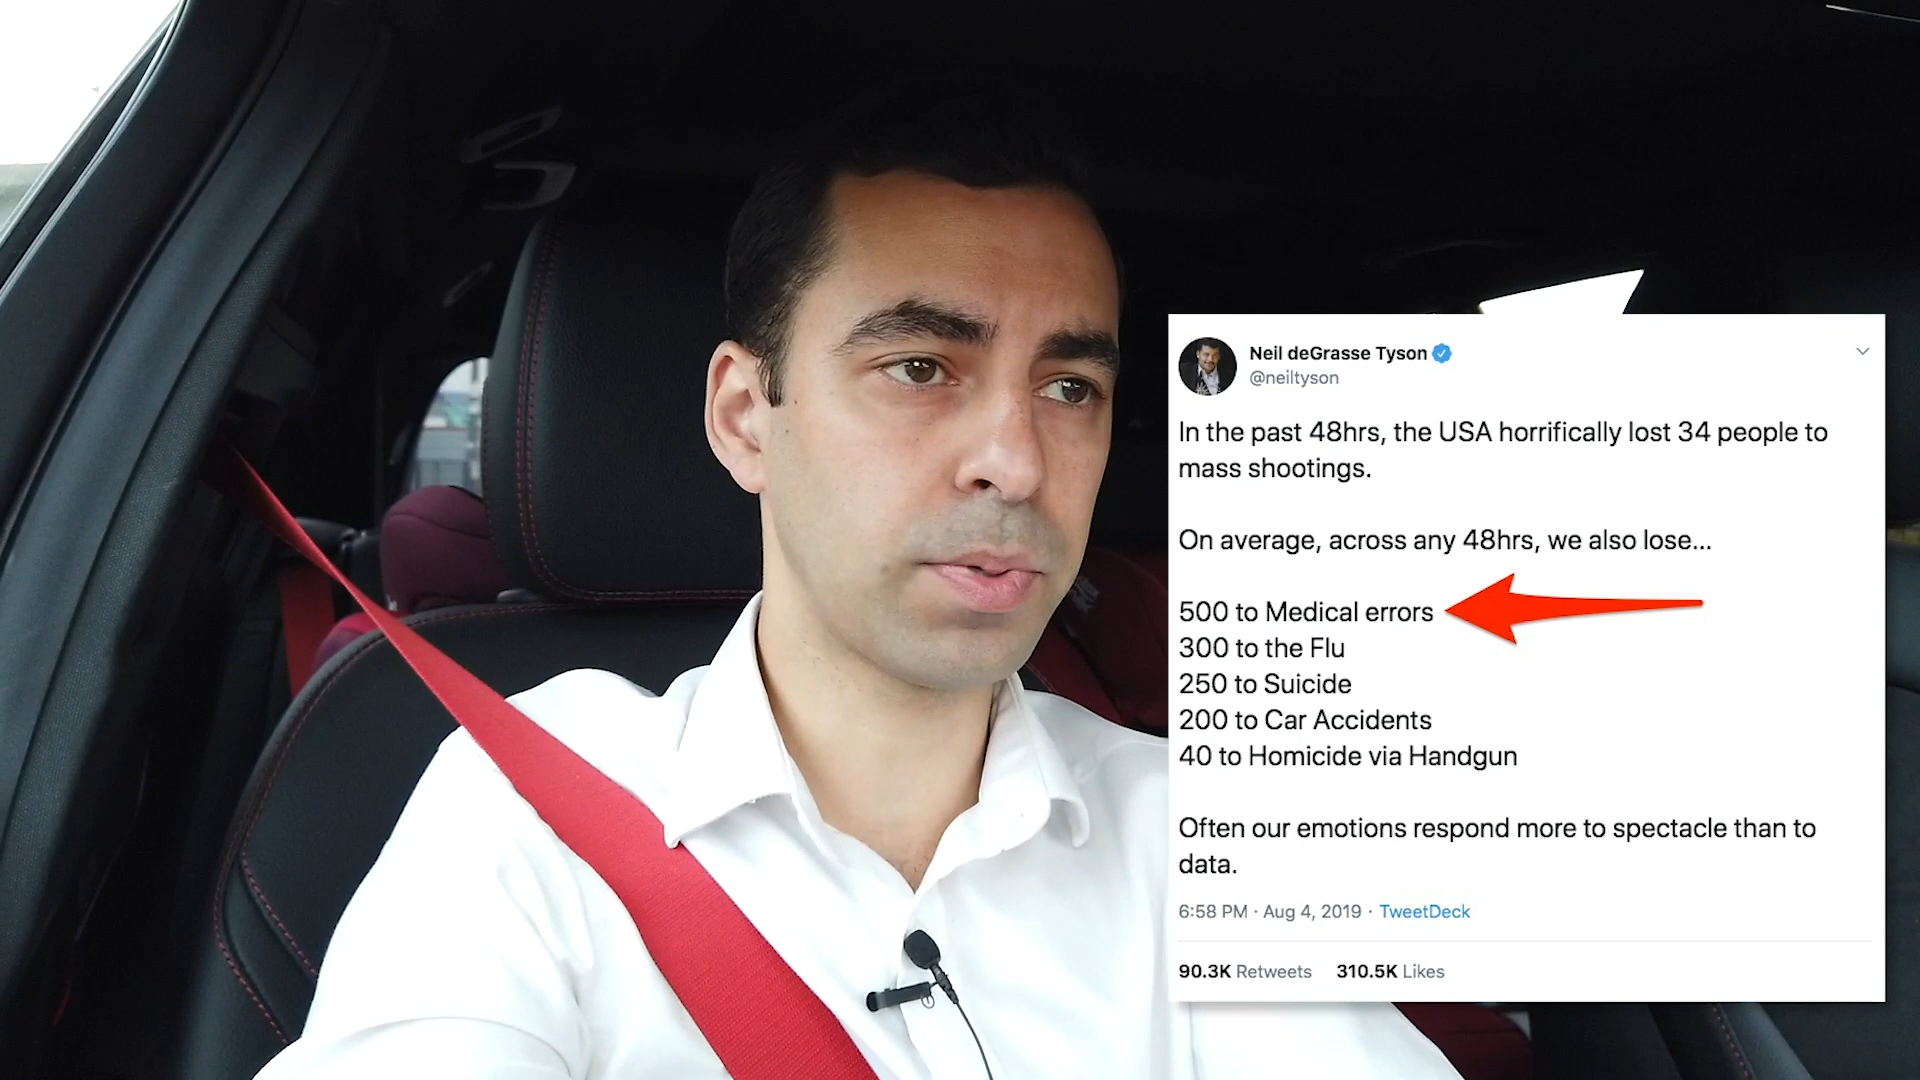 Neil deGrasse Tyson
@neiltyson
In the past 48hrs, the USA horrifically lost 34 people to
mass shootings.
On average, across any 48hrs, we also lose...
500 to Medical errors
300 to the Flu
250 to Suicide
200 to Car Accidents
40 to Homicide via Handgun
Often our emotions respond more to spectacle than to
data.
6:58 PM · Aug 4, 2019 · TweetDeck
90.3K Retweets 310.5K Likes